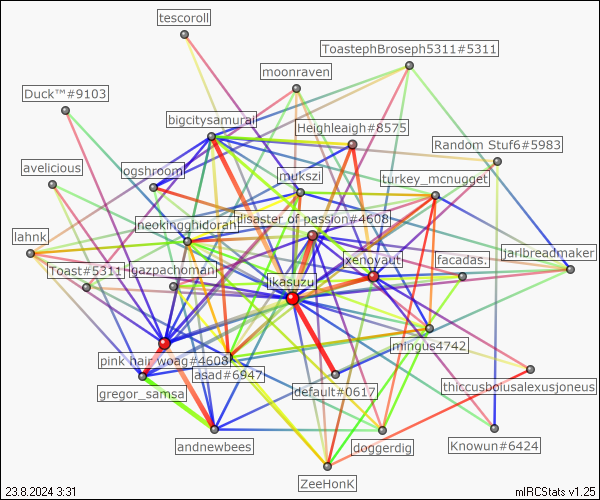 tescoroll
ToastephBroseph5311#5311
moonraven
Duck™#9103
bigcitysamurai
Heighleaigh#8575
Random Stuf6#5983
avelicious
ogshroom
mukszi
turkey_mcnugget
disaster of passion#4608
neokingghidorah
lahnk
xenoyaut
jarlbreadmaker
Toast#5311
gazpachoman
facadas.
ikasuzu
mingus4742
pink hair woag#4608
asad#6947
thiccusboiusalexusjoneus
gregor_samsa
default#0617
andnewbees
doggerdig
Knowun#6424
ZeeHonK
23.8.2024 3:31
mIRCStats v1.25